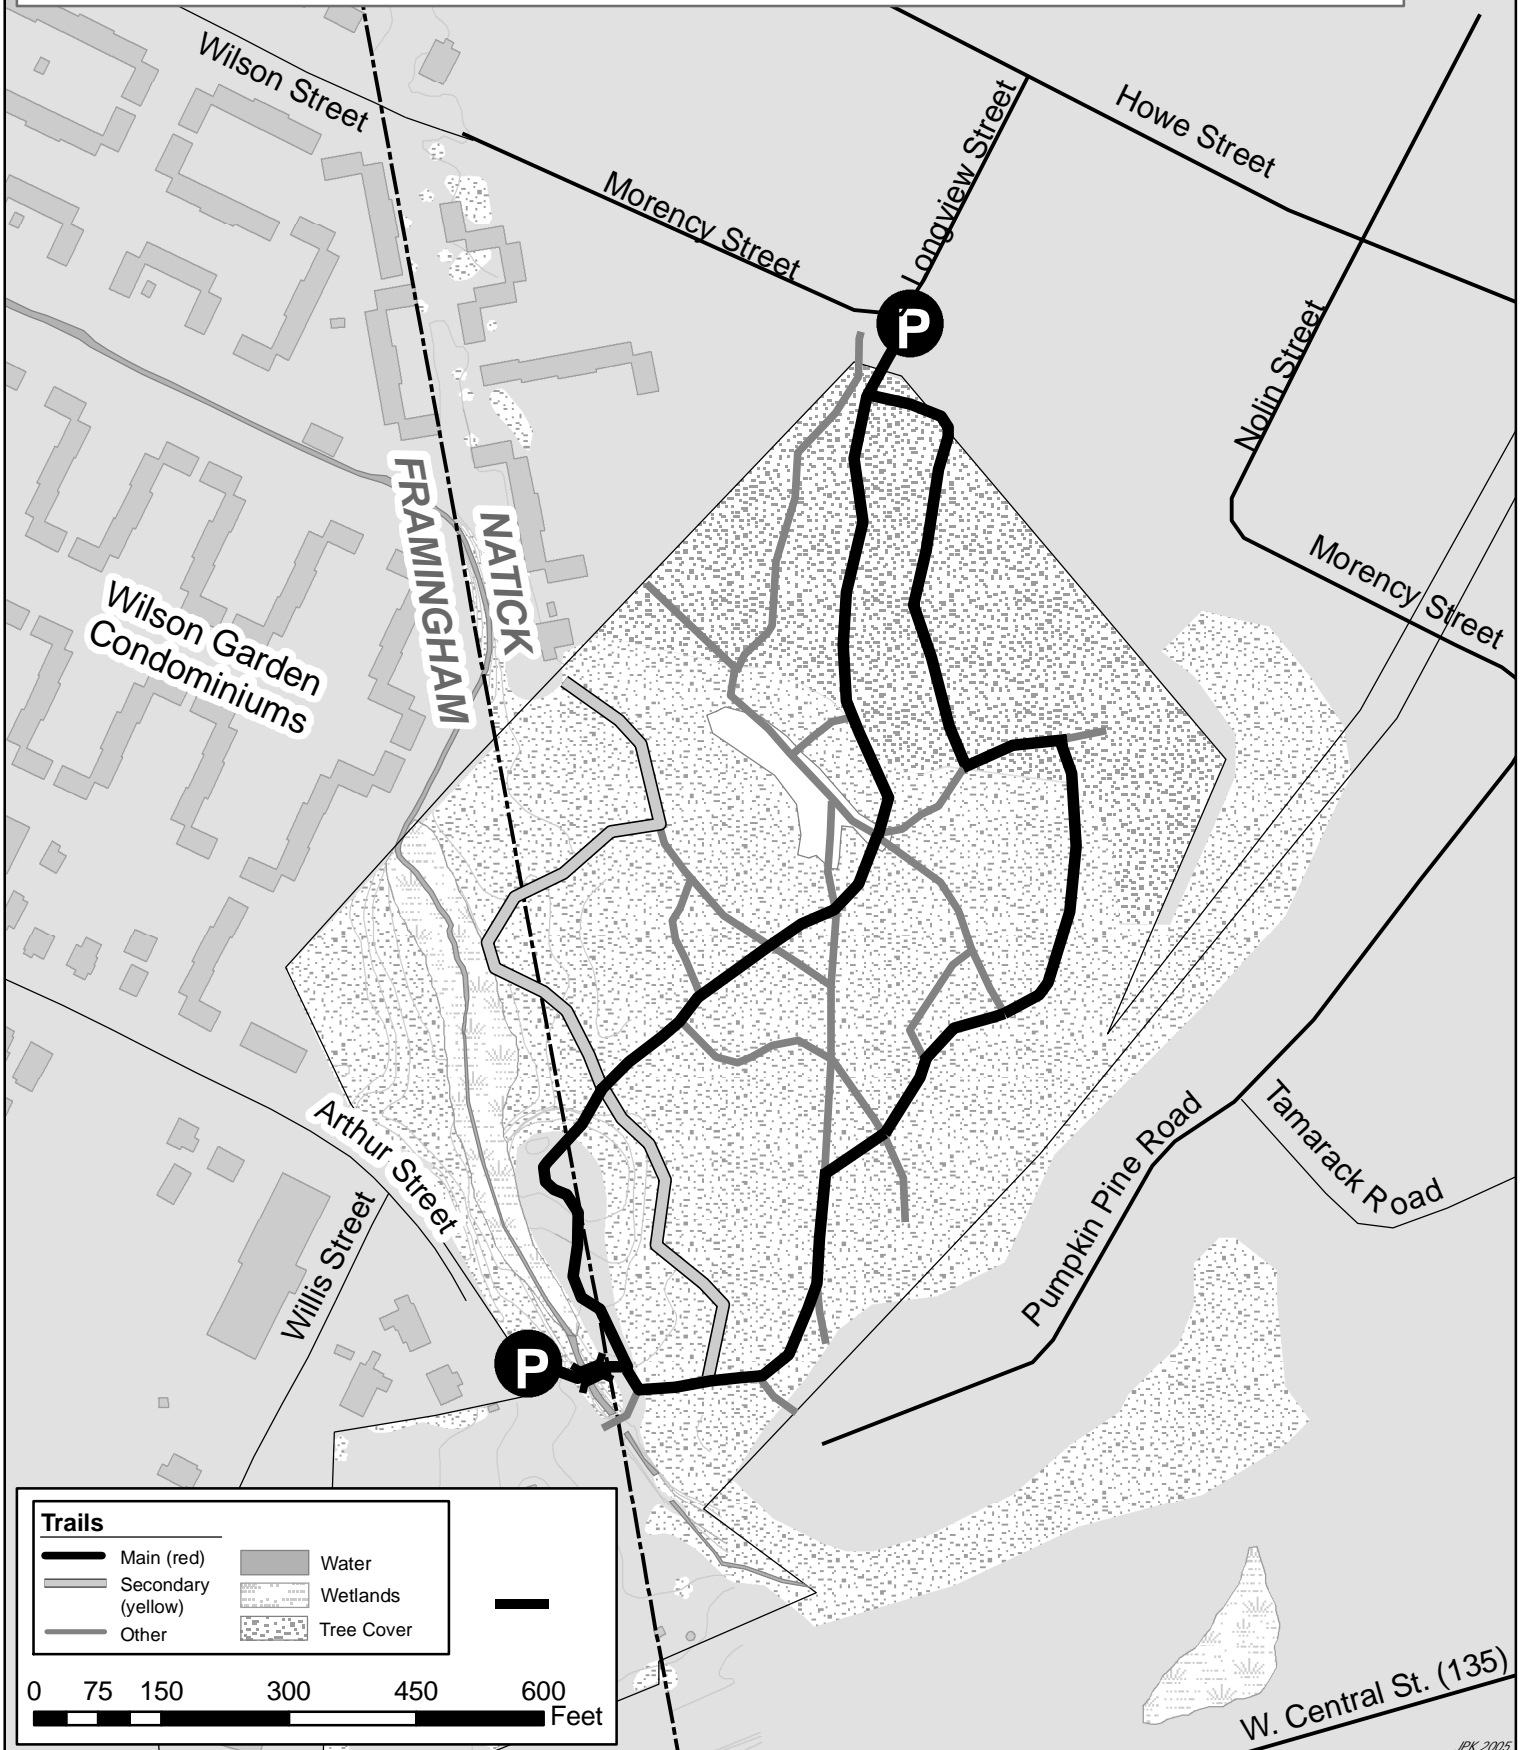 Wilson Street
Howe Street
Longview Street
Morency Street
P
Nolin Street
FRAMINGHAM
NATICK
Morency Street
Wilson Garden
Condominiums
Arthur Street
Willis Street
Pumpkin Pine Road
Tamarack Road
P
Trails
Main (red)
Secondary
(yellow)
Other
Water
Wetlands
Tree Cover
0 75 150 300 450 600
Feet
W. Central St. (135)
JPK 2005